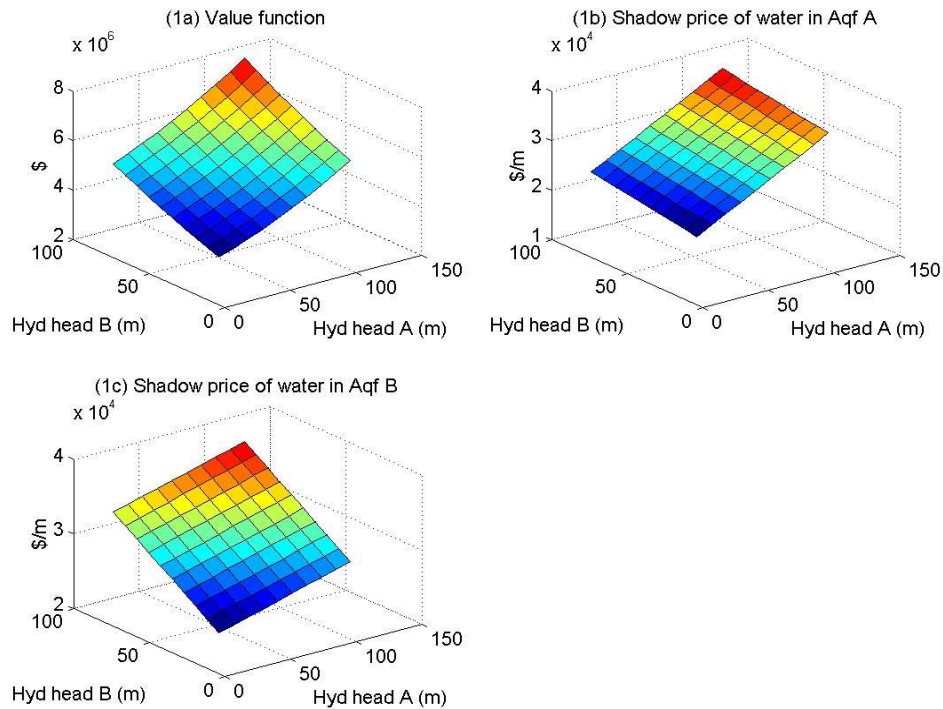 (1a) Value function
x 10^6
8
6
4
2
$
100
50
0
Hyd head B (m)
0
50
100
150
Hyd head A (m)
(1b) Shadow price of water in Aqf A
x 10^4
4
3
2
1
$/m
100
50
0
Hyd head B (m)
0
50
100
150
Hyd head A (m)
(1c) Shadow price of water in Aqf B
x 10^4
4
3
2
$/m
100
50
0
Hyd head B (m)
0
50
100
150
Hyd head A (m)